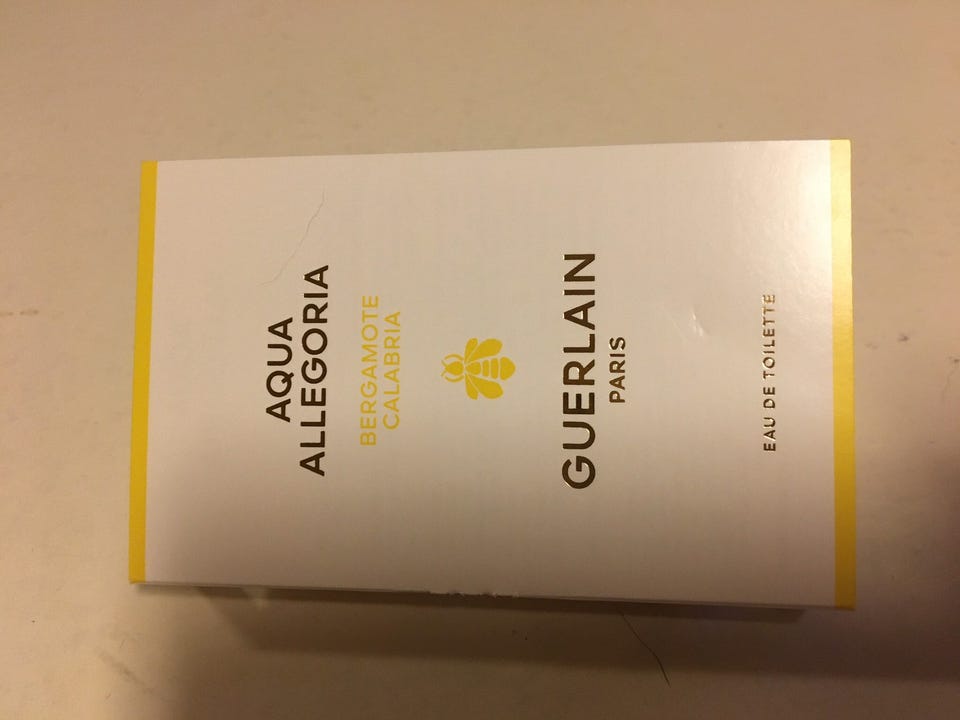 AQUA
ALLEGORIA
BERGAMOTE
CALABRIA
GUERLAIN
PARIS
EAU DE TOILETTE